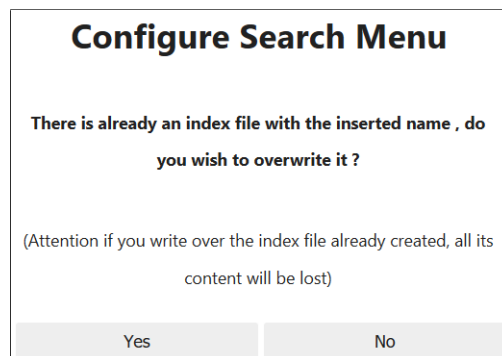 Configure Search Menu
There is already an index file with the inserted name , do
you wish to overwrite it ?
(Attention if you write over the index file already created, all its
content will be lost)
Yes No